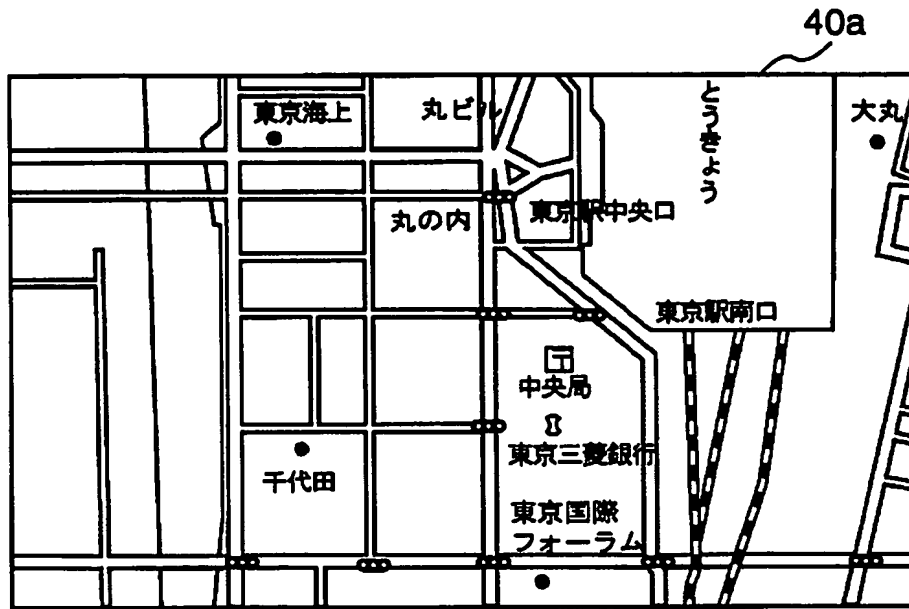 40a
東京海上
丸ビル
とうきょう
大丸
丸の内
東京駅中央口
東京駅南口
中央局
東京三菱銀行
千代田
東京国際
フォーラム